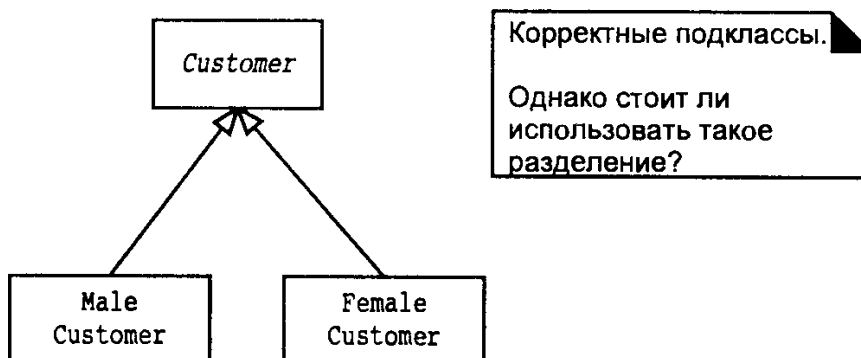 Customer
Корректные подклассы.
Однако стоит ли
использовать такое
разделение?
Male
Customer
Female
Customer